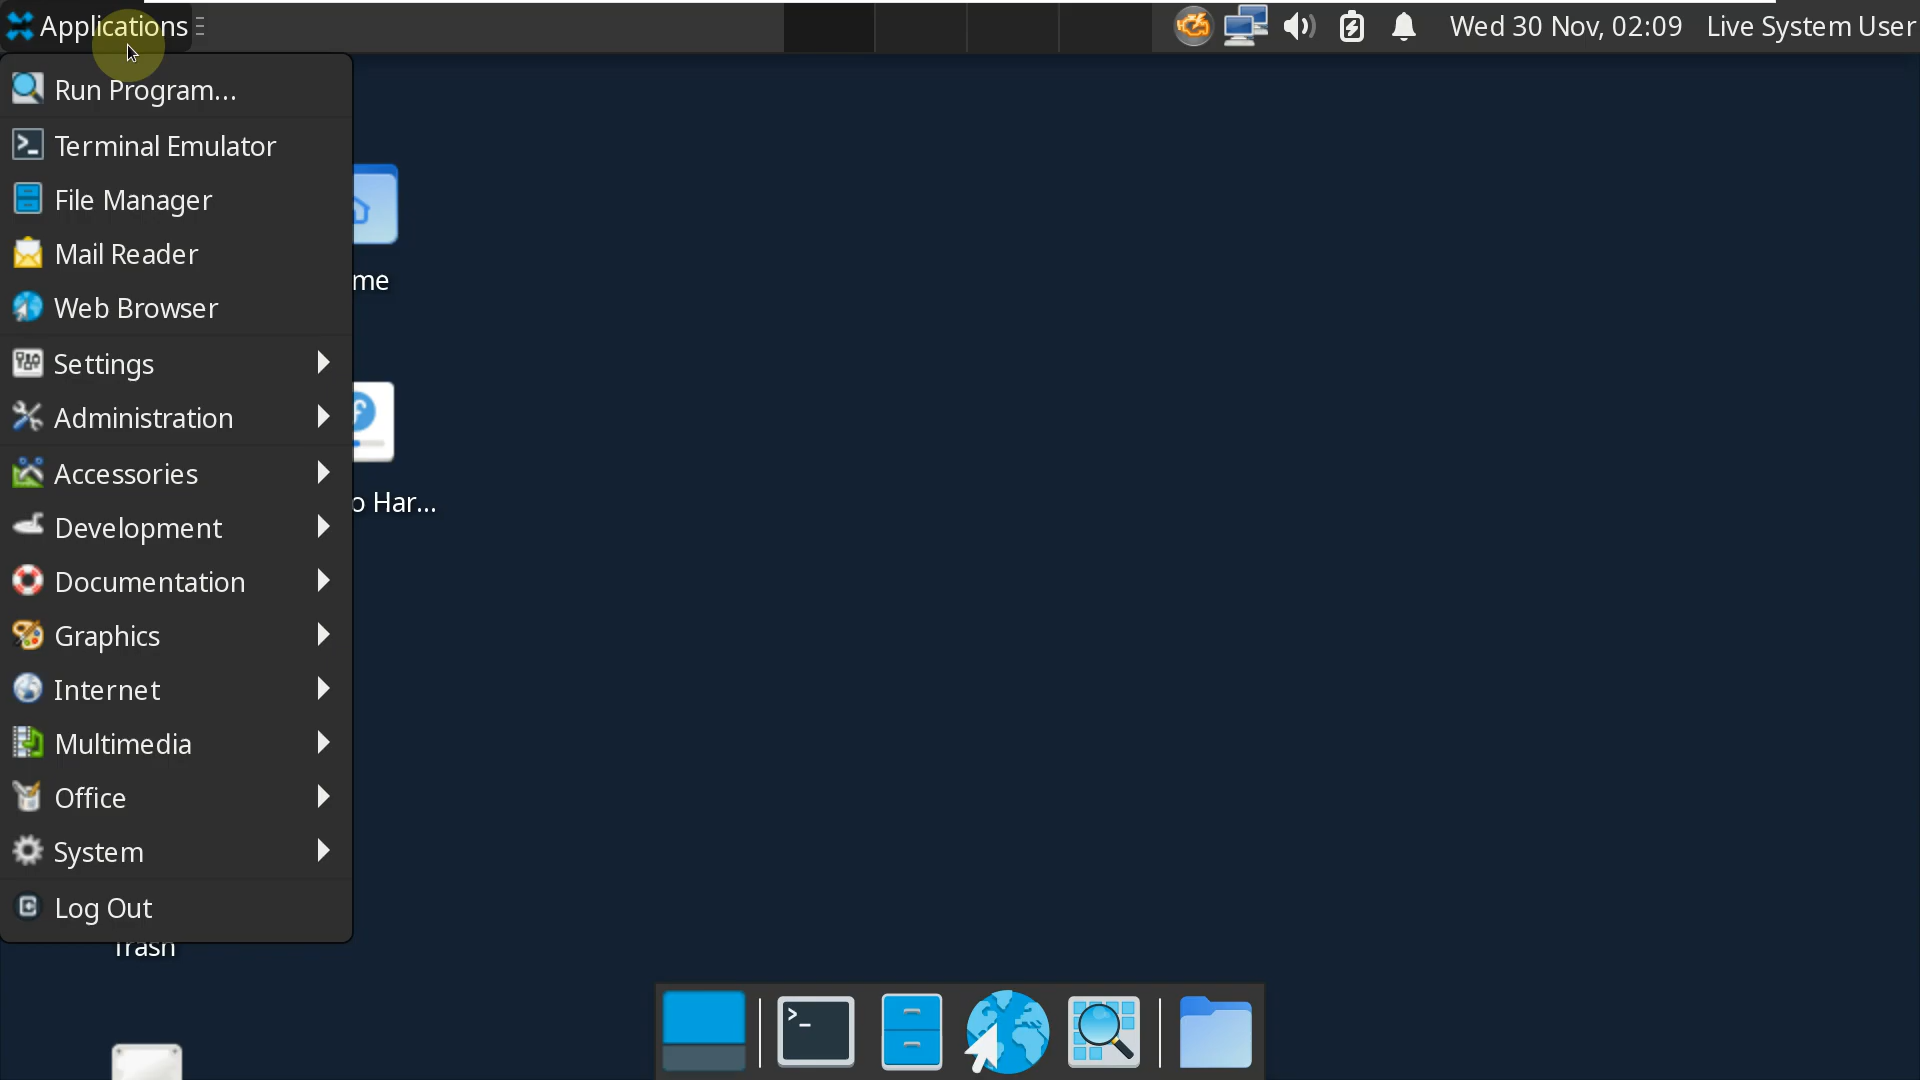 Applications
Wed 30 Nov, 02:09
Live System User
Run Program...
Terminal Emulator
File Manager
Mail Reader
Web Browser
Settings
Administration
Accessories
Development
Documentation
Graphics
Internet
Multimedia
Office
System
Log Out
me
o Har...
Trash